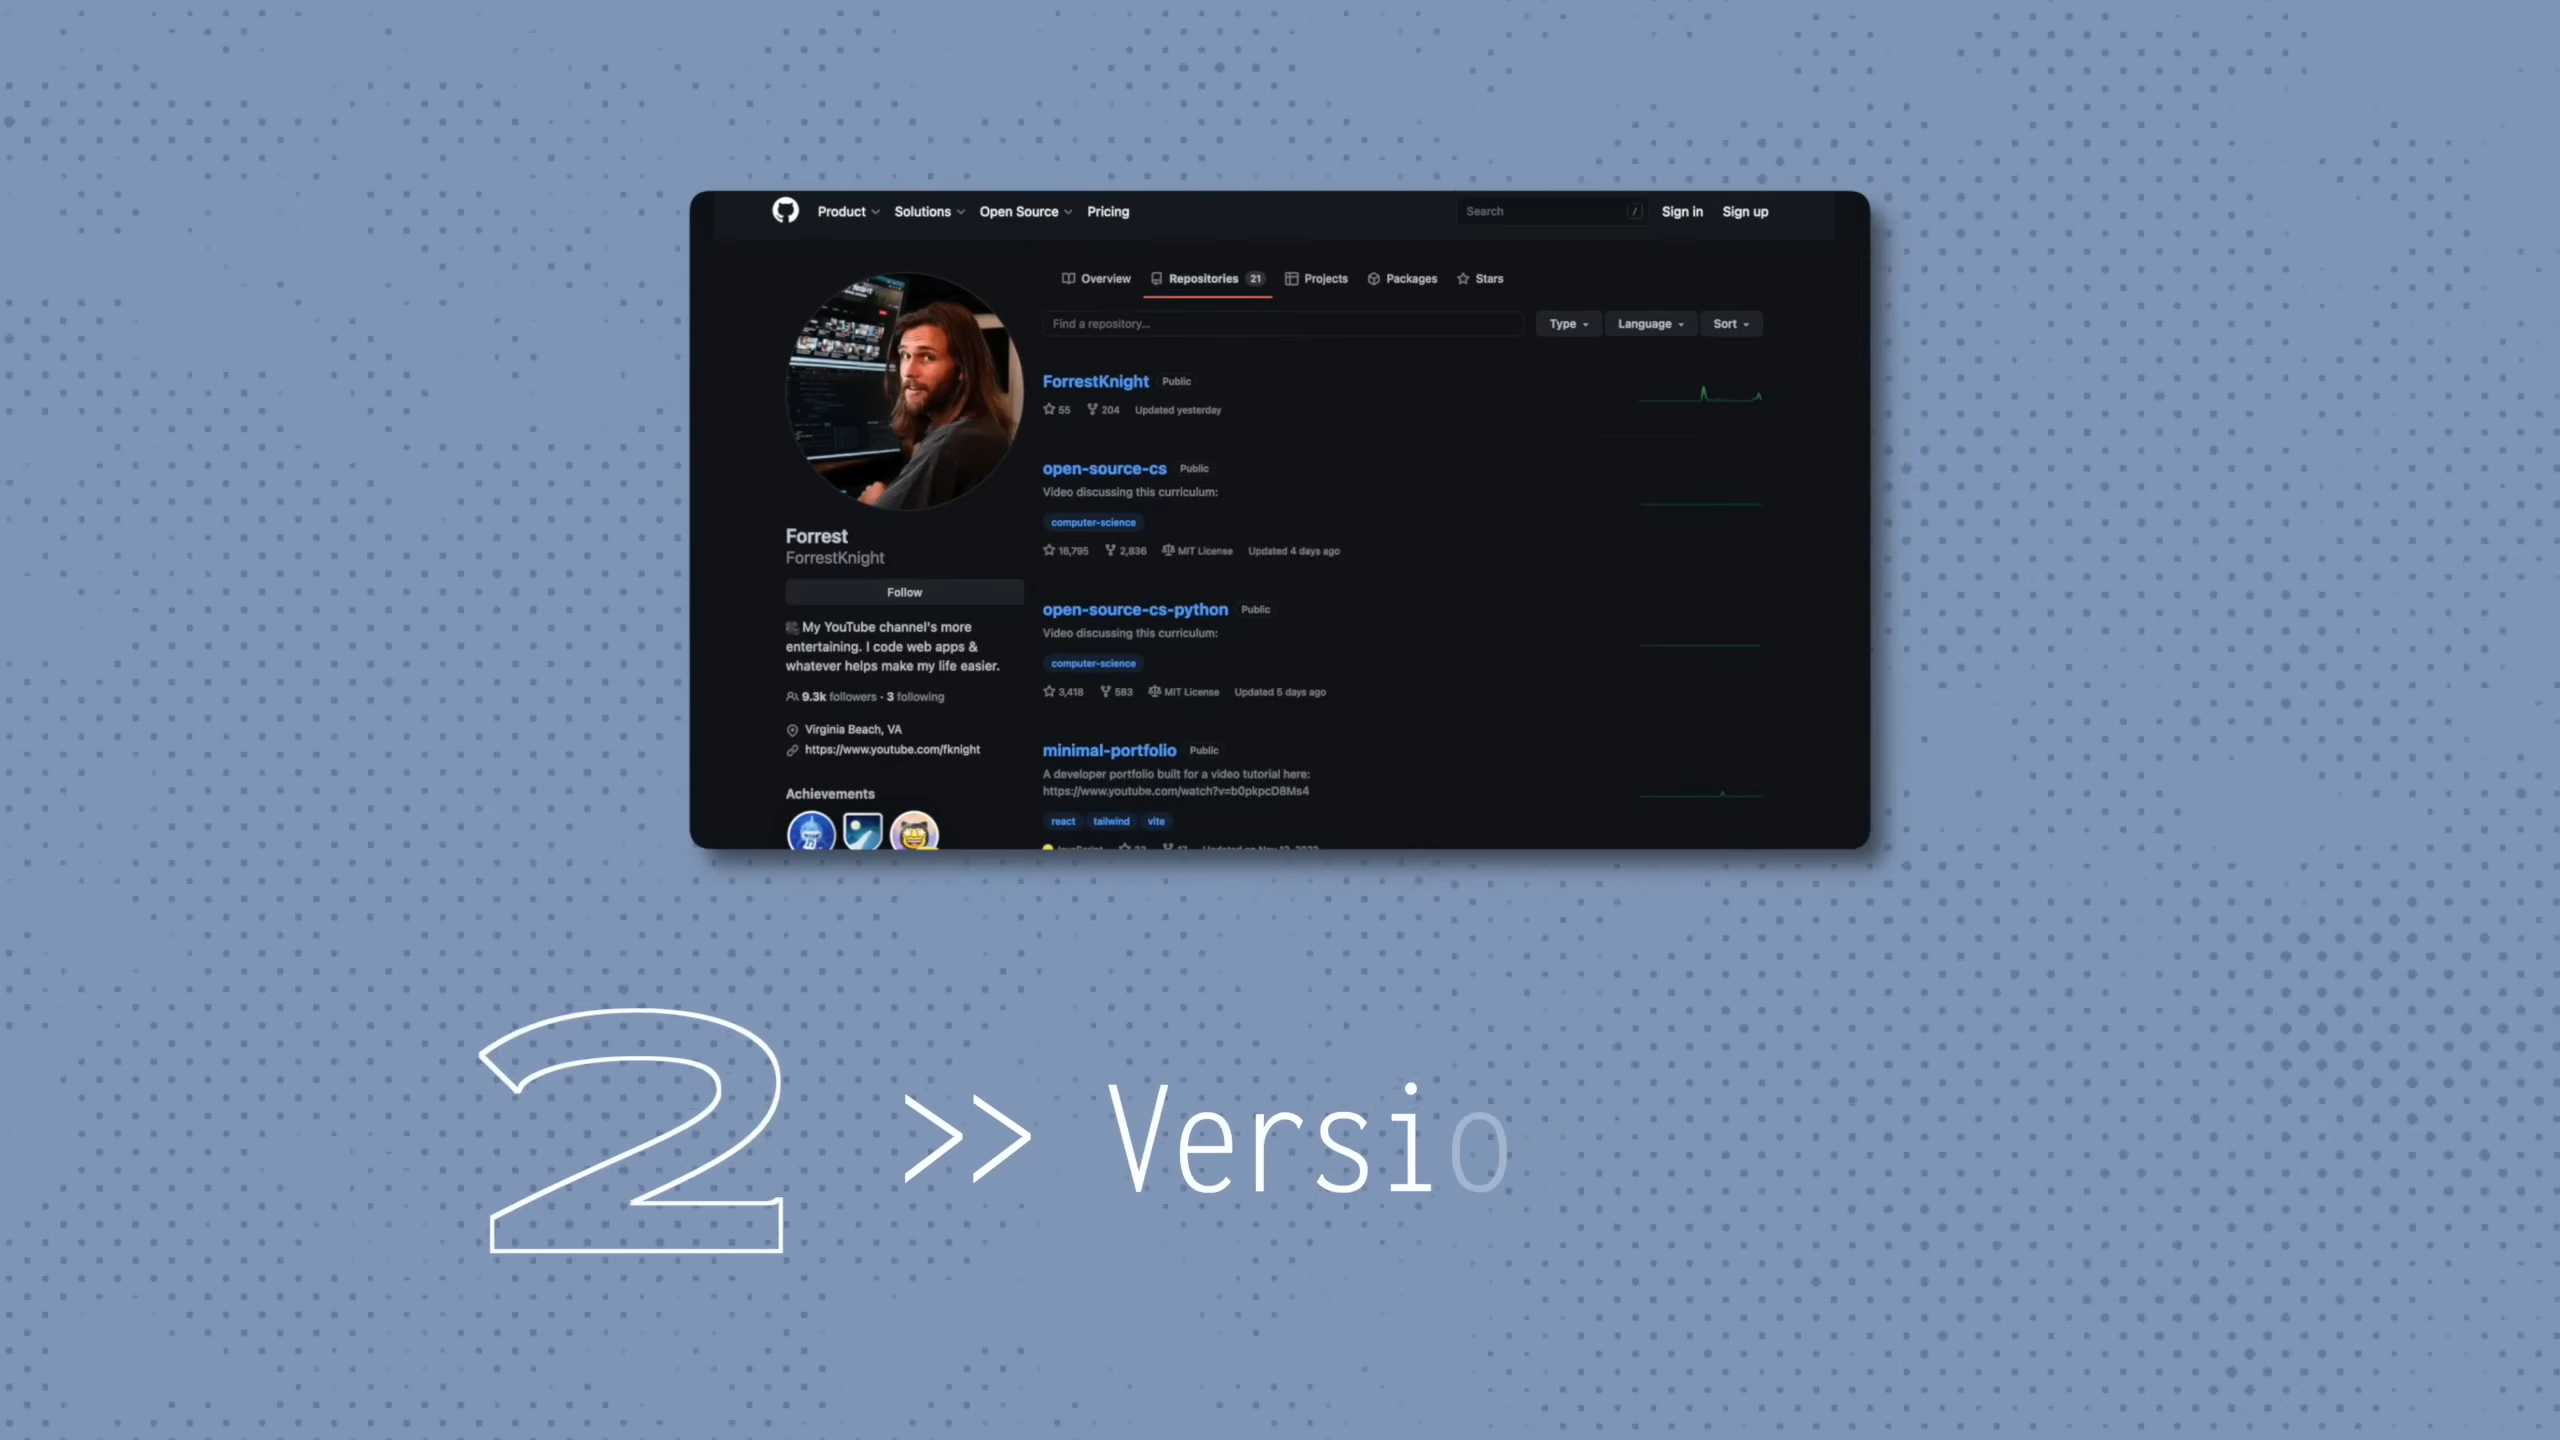 Product Solutions Open Source Pricing Search / Sign in Sign up
Overview Repositories 21 Projects Packages Stars
Find a repository... Type Language Sort
ForrestKnight Public
55 204 Updated yesterday
open-source-cs Public
Video discussing this curriculum:
computer-science
16,795 2,836 MIT License Updated 4 days ago
open-source-cs-python Public
Video discussing this curriculum:
computer-science
3,418 583 MIT License Updated 5 days ago
minimal-portfolio Public
A developer portfolio built for a video tutorial here:
https://www.youtube.com/watch?v=b0pkpcD8Ms4
react tailwind vite
Forrest
ForrestKnight
Follow
My YouTube channel's more
entertaining. I code web apps &
whatever helps make my life easier.
9.3k followers · 3 following
Virginia Beach, VA
https://www.youtube.com/fknight
Achievements
2 >> Versio